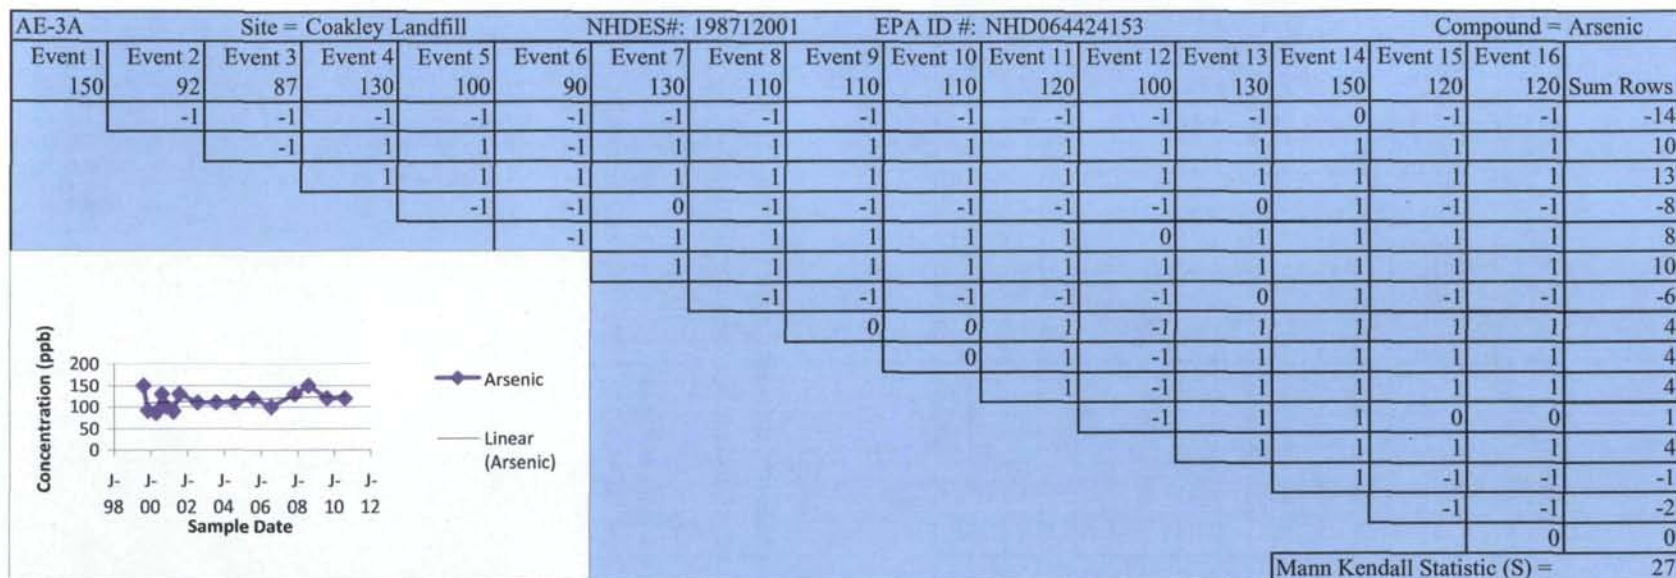 AE-3A Site = Coakley Landfill NHDES#: 198712001 EPA ID #: NHD064424153 Compound = Arsenic
Event 1 Event 2 Event 3 Event 4 Event 5 Event 6 Event 7 Event 8 Event 9 Event 10 Event 11 Event 12 Event 13 Event 14 Event 15 Event 16
150 92 87 130 100 90 130 110 110 110 120 100 130 150 120 120 Sum Rows
-1 -1 -1 -1 -1 -1 -1 -1 -1 -1 -1 -1 0 -1 -1 -14
-1 1 1 -1 1 1 1 1 1 1 1 1 1 1 10
1 1 1 1 1 1 1 1 1 1 1 1 1 13
-1 -1 0 -1 -1 -1 -1 -1 0 1 -1 -1 -8
-1 1 1 1 1 1 0 1 1 1 1 8
1 1 1 1 1 1 1 1 1 1 10
-1 -1 -1 -1 -1 0 1 -1 -1 -6
0 0 1 -1 1 1 1 1 4
0 1 -1 1 1 1 1 4
1 -1 1 1 1 1 4
-1 1 1 0 0 1
1 1 1 1 4
1 -1 -1 -1
-1 -1 -2
0 0
Mann Kendall Statistic (S) = 27
Concentration (ppb)
200
150
100
50
0
J- J- J- J- J- J- J- J-
98 00 02 04 06 08 10 12
Sample Date
Arsenic
Linear
(Arsenic)